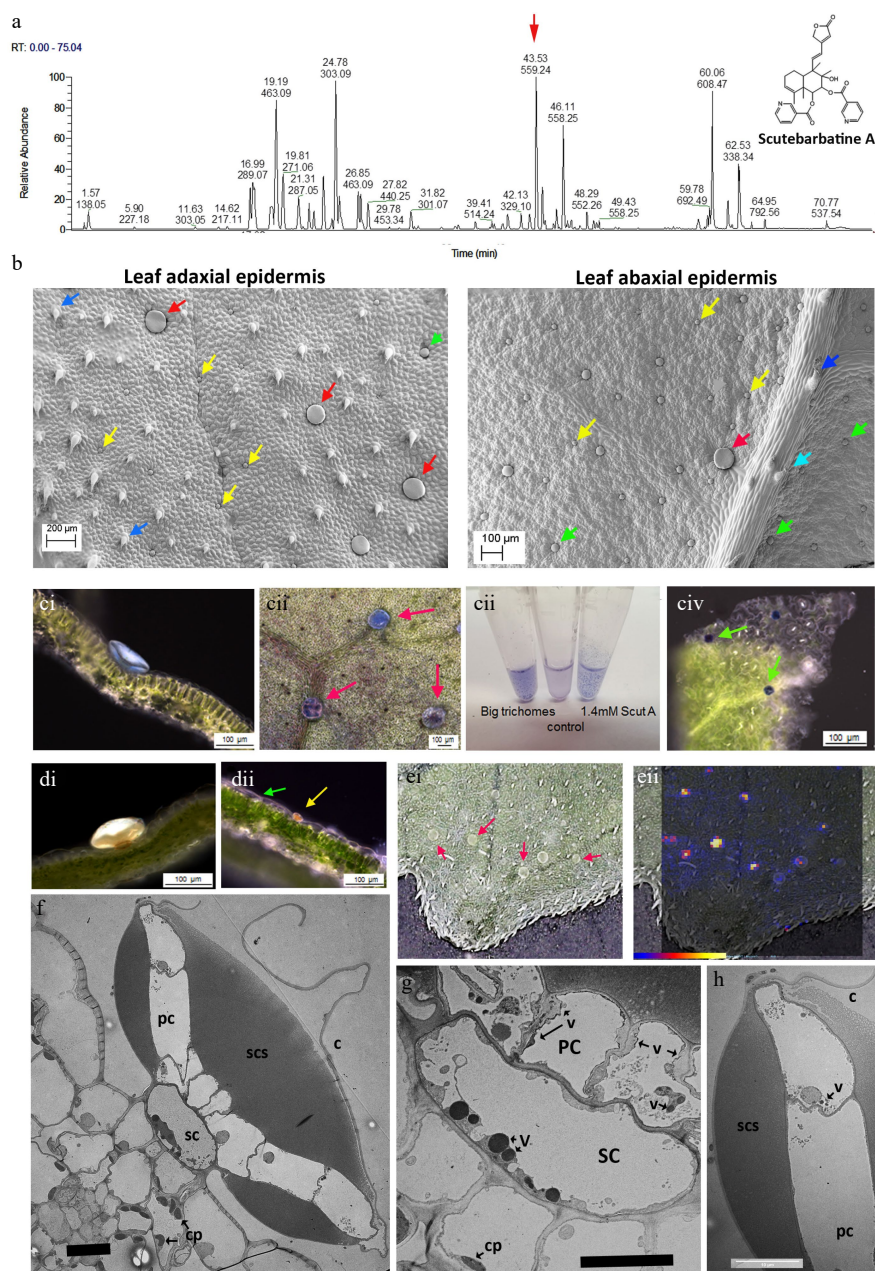 a
RT: 0.00 - 75.04
Relative Abundance
100
80
60
40
20
0
1.57
138.05
5.90
227.18
11.63
303.05
14.62
217.11
16.99
289.07
19.19
463.09
19.81
271.06
21.31
287.05
24.78
303.09
26.85
463.09
27.82
440.25
29.78
453.34
31.82
301.07
39.41
514.24
42.13
329.10
43.53
559.24
46.11
558.25
48.29
552.26
49.43
558.25
59.78
692.49
60.06
608.47
62.53
338.34
64.95
792.56
70.77
537.54
Time (min)
O
O
OH
O
O
O
O
N
N
Scutebarbatine A
b
Leaf adaxial epidermis
Leaf abaxial epidermis
200 µm
100 µm
ci
100 µm
cii
100 µm
cii
Big trichomes
control
1.4mM Scut A
civ
100 µm
di
100 µm
dii
100 µm
ei
eii
f
pc
scs
c
sc
cp
g
v
PC
v
v
V
SC
cp
h
c
v
scs
pc